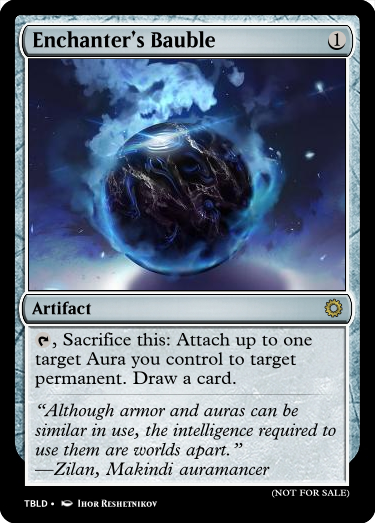 Enchanter's Bauble 1
Artifact
, Sacrifice this: Attach up to one
target Aura you control to target
permanent. Draw a card.
“Although armor and auras can be
similar in use, the intelligence required to
use them are worlds apart.”
—Zilan, Makindi auramancer
(NOT FOR SALE)
TBLD • Ihor Reshetnikov